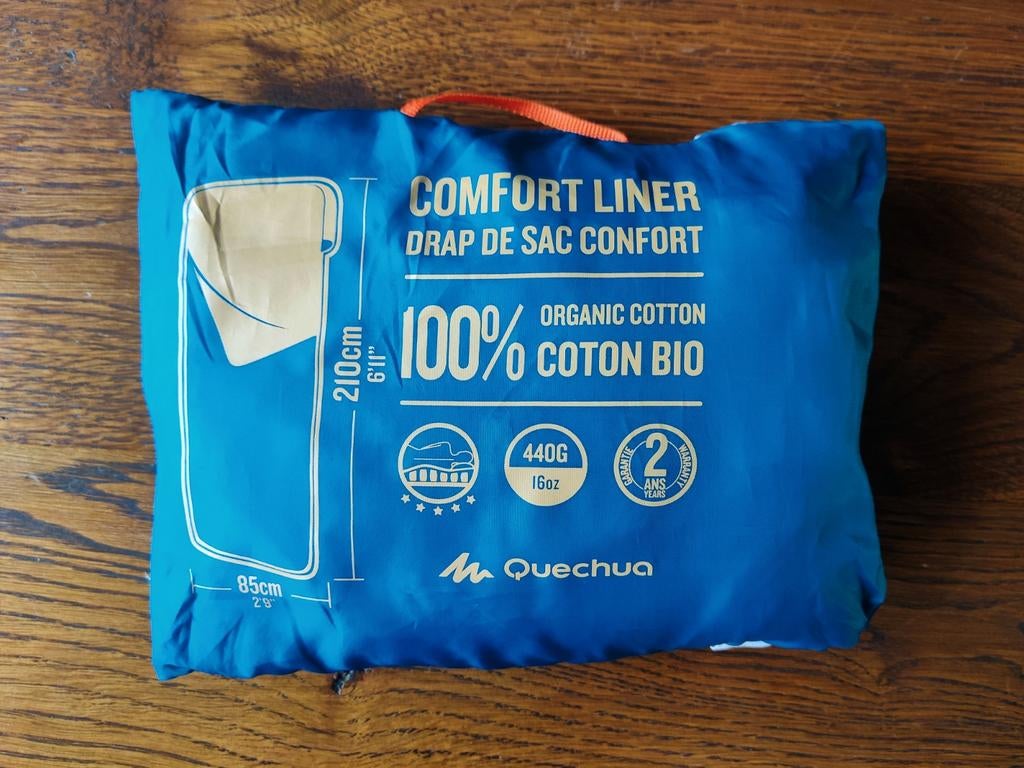 COMFORT LINER
DRAP DE SAC CONFORT
100% ORGANIC COTTON
COTON BIO
210cm
6'11"
440G
16oz
GARANTIE 2 WARRANTY
ANS
YEARS
85cm
2'9"
Quechua